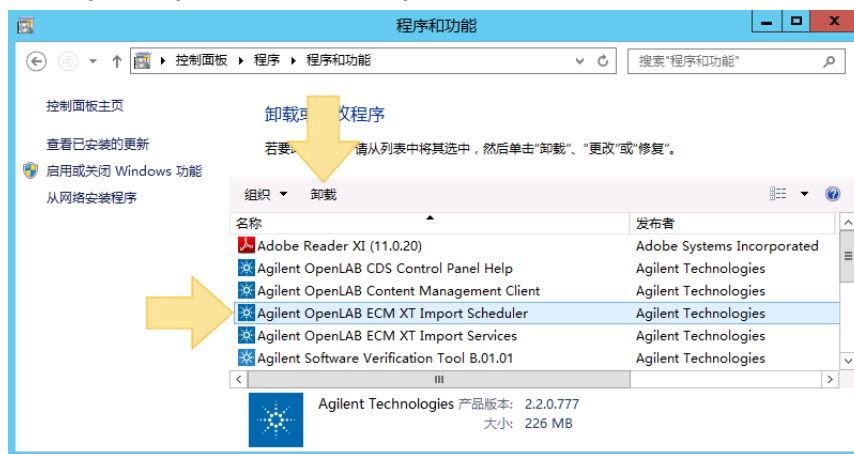 程序和功能
控制面板 程序 程序和功能
搜索"程序和功能"
控制面板主页
查看已安装的更新
启用或关闭 Windows 功能
从网络安装程序
卸载或 改程序
若要 请从列表中将其选中，然后单击"卸载"、"更改"或"修复"。
组织 卸载
名称 发布者
Adobe Reader XI (11.0.20) Adobe Systems Incorporated
Agilent OpenLAB CDS Control Panel Help Agilent Technologies
Agilent OpenLAB Content Management Client Agilent Technologies
Agilent OpenLAB ECM XT Import Scheduler Agilent Technologies
Agilent OpenLAB ECM XT Import Services Agilent Technologies
Agilent Software Verification Tool B.01.01 Agilent Technologies
Agilent Technologies 产品版本: 2.2.0.777
大小: 226 MB